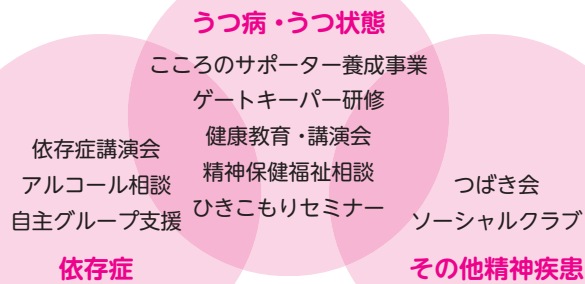 うつ病・うつ状態
こころのサポーター養成事業
ゲートキーパー研修
健康教育・講演会
精神保健福祉相談
ひきこもりセミナー
依存症講演会
アルコール相談
自主グループ支援
依存症
つばき会
ソーシャルクラブ
その他精神疾患